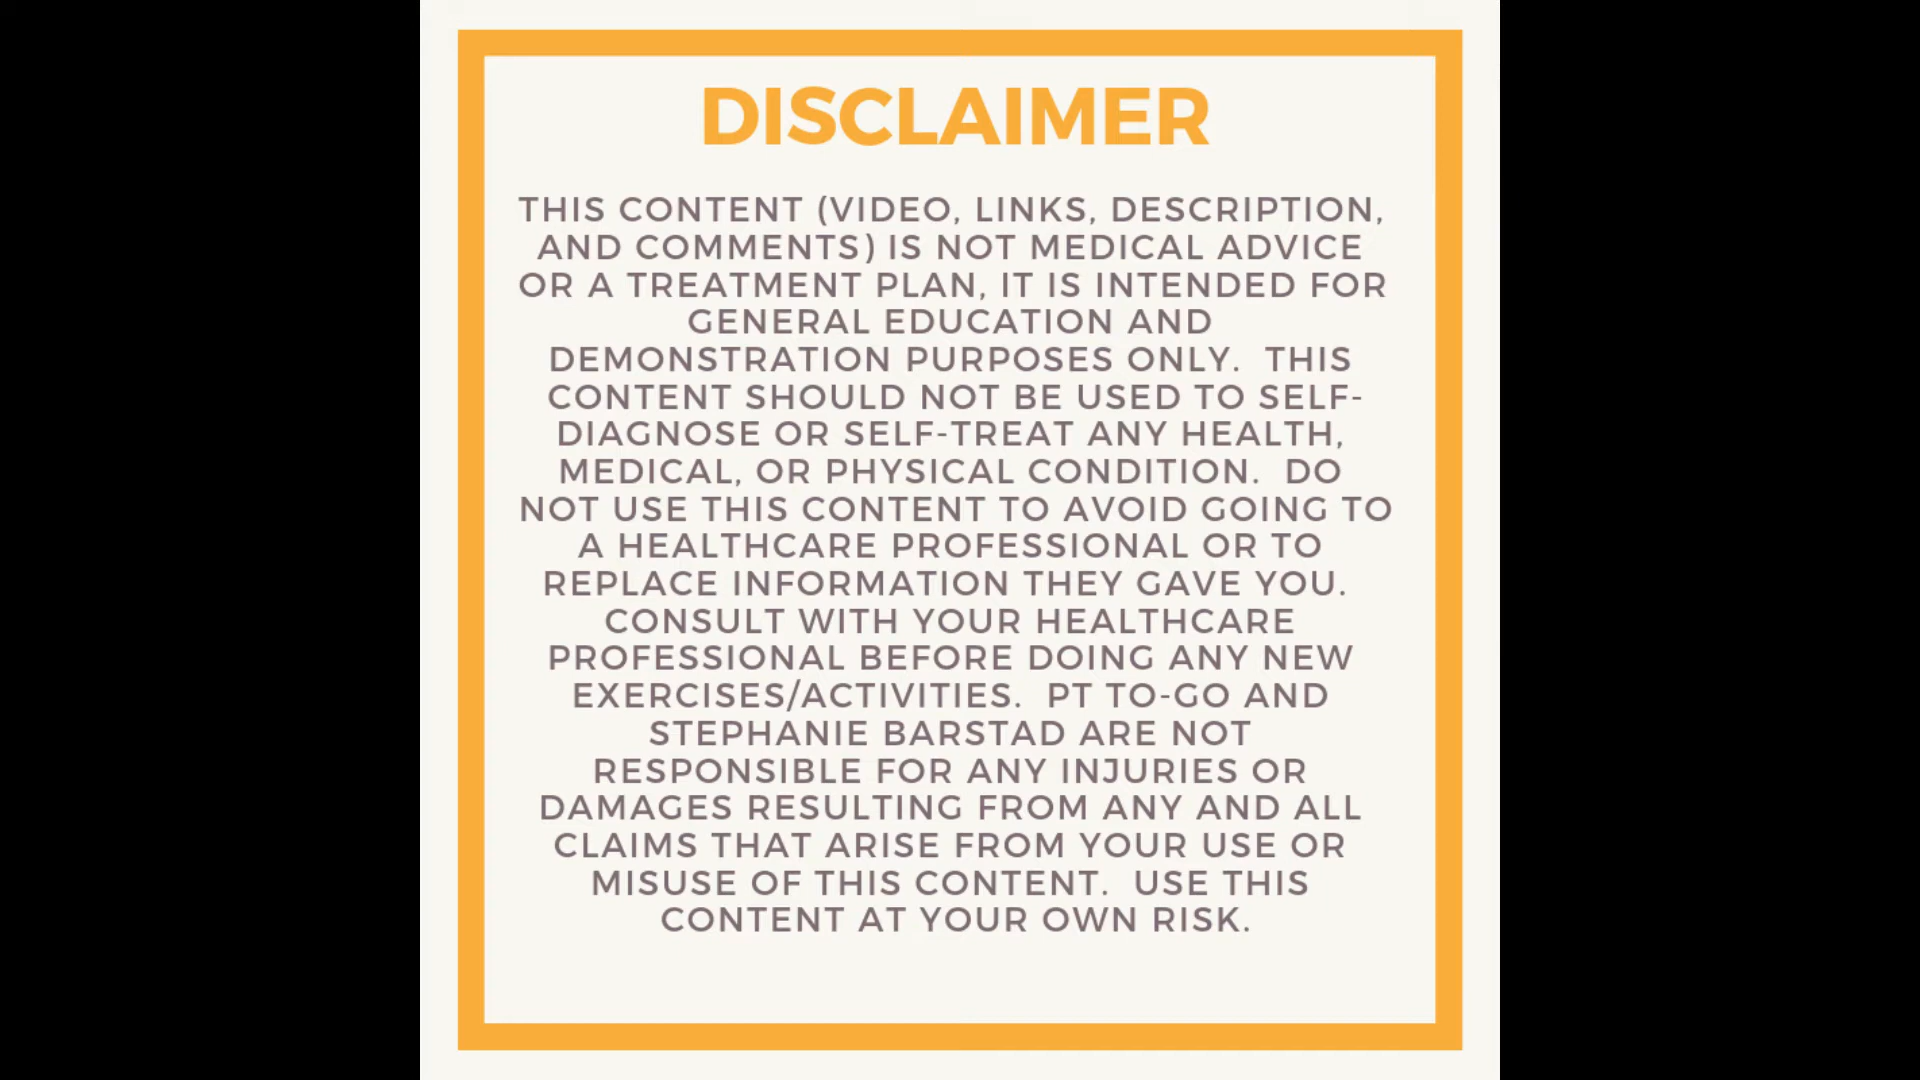 DISCLAIMER
THIS CONTENT (VIDEO, LINKS, DESCRIPTION,
AND COMMENTS) IS NOT MEDICAL ADVICE
OR A TREATMENT PLAN, IT IS INTENDED FOR
GENERAL EDUCATION AND
DEMONSTRATION PURPOSES ONLY.  THIS
CONTENT SHOULD NOT BE USED TO SELF-
DIAGNOSE OR SELF-TREAT ANY HEALTH,
MEDICAL, OR PHYSICAL CONDITION.  DO
NOT USE THIS CONTENT TO AVOID GOING TO
A HEALTHCARE PROFESSIONAL OR TO
REPLACE INFORMATION THEY GAVE YOU.
CONSULT WITH YOUR HEALTHCARE
PROFESSIONAL BEFORE DOING ANY NEW
EXERCISES/ACTIVITIES.  PT TO-GO AND
STEPHANIE BARSTAD ARE NOT
RESPONSIBLE FOR ANY INJURIES OR
DAMAGES RESULTING FROM ANY AND ALL
CLAIMS THAT ARISE FROM YOUR USE OR
MISUSE OF THIS CONTENT.  USE THIS
CONTENT AT YOUR OWN RISK.